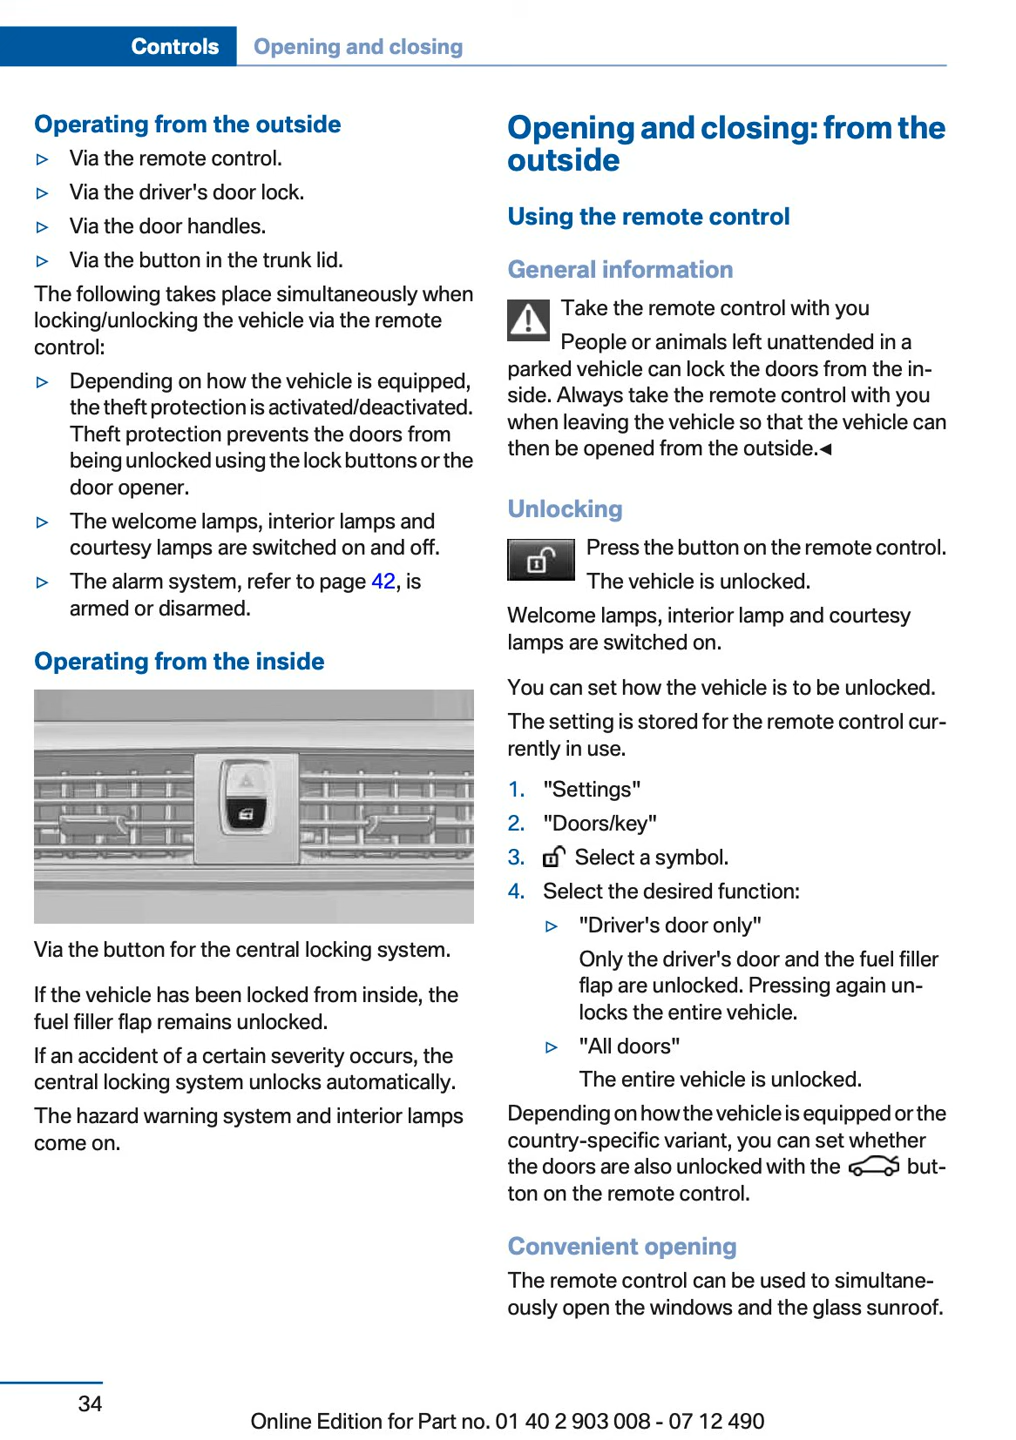 Controls Opening and closing
Operating from the outside
▷ Via the remote control.
▷ Via the driver's door lock.
▷ Via the door handles.
▷ Via the button in the trunk lid.
The following takes place simultaneously when
locking/unlocking the vehicle via the remote
control:
▷ Depending on how the vehicle is equipped,
the theft protection is activated/deactivated.
Theft protection prevents the doors from
being unlocked using the lock buttons or the
door opener.
▷ The welcome lamps, interior lamps and
courtesy lamps are switched on and off.
▷ The alarm system, refer to page 42, is
armed or disarmed.
Operating from the inside
Via the button for the central locking system.
If the vehicle has been locked from inside, the
fuel filler flap remains unlocked.
If an accident of a certain severity occurs, the
central locking system unlocks automatically.
The hazard warning system and interior lamps
come on.
Opening and closing: from the
outside
Using the remote control
General information
Take the remote control with you
People or animals left unattended in a
parked vehicle can lock the doors from the in-
side. Always take the remote control with you
when leaving the vehicle so that the vehicle can
then be opened from the outside.◄
Unlocking
Press the button on the remote control.
The vehicle is unlocked.
Welcome lamps, interior lamp and courtesy
lamps are switched on.
You can set how the vehicle is to be unlocked.
The setting is stored for the remote control cur-
rently in use.
1. "Settings"
2. "Doors/key"
3. Select a symbol.
4. Select the desired function:
▷ "Driver's door only"
Only the driver's door and the fuel filler
flap are unlocked. Pressing again un-
locks the entire vehicle.
▷ "All doors"
The entire vehicle is unlocked.
Depending on how the vehicle is equipped or the
country-specific variant, you can set whether
the doors are also unlocked with the but-
ton on the remote control.
Convenient opening
The remote control can be used to simultane-
ously open the windows and the glass sunroof.
34
Online Edition for Part no. 01 40 2 903 008 - 07 12 490